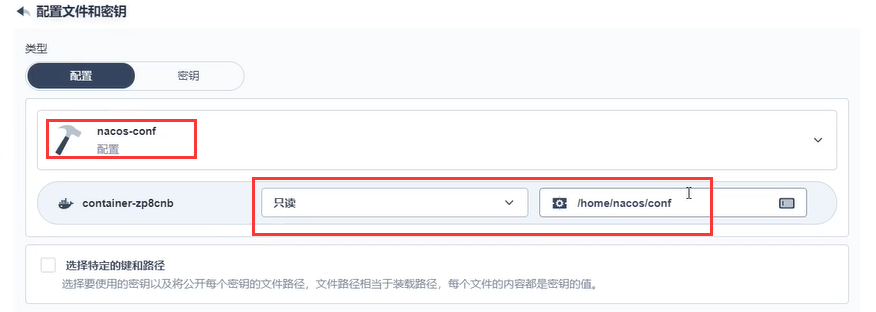 配置文件和密钥
类型
配置
密钥
nacos-conf
配置
container-zp8cnb
只读
/home/nacos/conf
选择特定的键和路径
选择要使用的密钥以及将公开每个密钥的文件路径，文件路径相当于装载路径，每个文件的内容都是密钥的值。